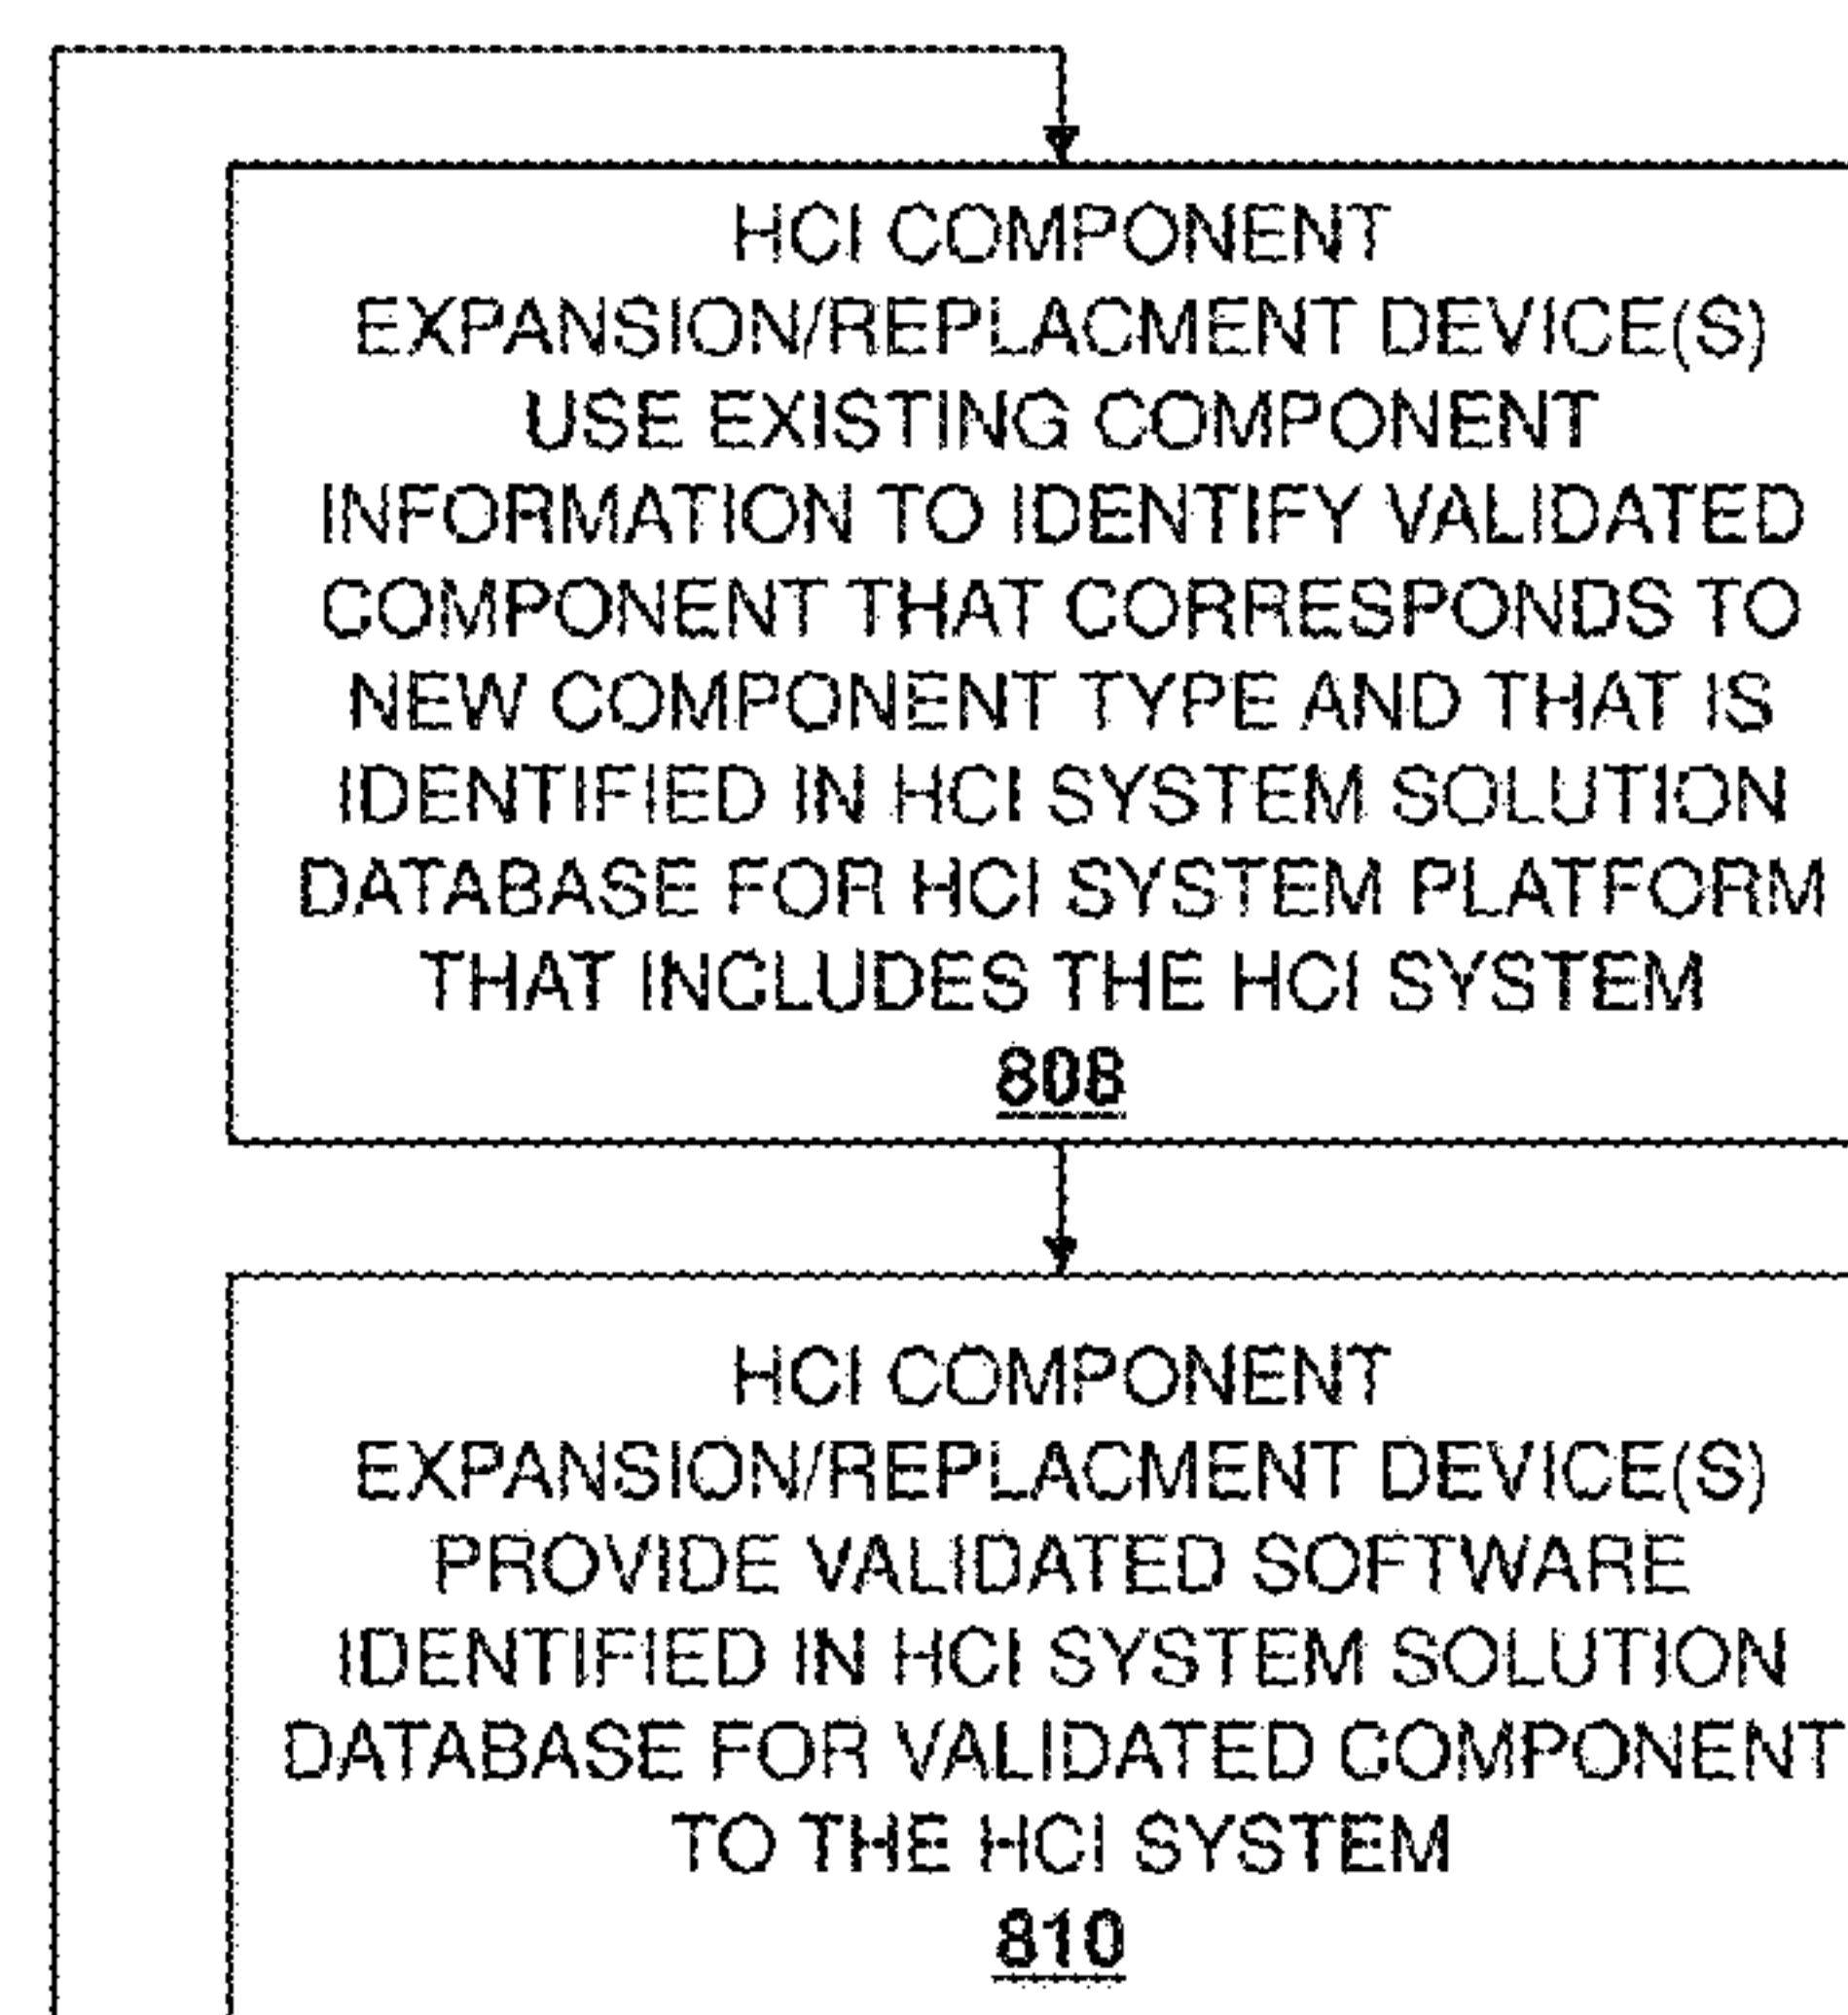 HCI COMPONENT
EXPANSION/REPLACMENT DEVICE(S)
USE EXISTING COMPONENT
INFORMATION TO IDENTIFY VALIDATED
COMPONENT THAT CORRESPONDS TO
NEW COMPONENT TYPE AND THAT IS
IDENTIFIED IN HCI SYSTEM SOLUTION
DATABASE FOR HCI SYSTEM PLATFORM
THAT INCLUDES THE HCI SYSTEM
808
HCI COMPONENT
EXPANSION/REPLACMENT DEVICE(S)
PROVIDE VALIDATED SOFTWARE
IDENTIFIED IN HCI SYSTEM SOLUTION
DATABASE FOR VALIDATED COMPONENT
TO THE HCI SYSTEM
810